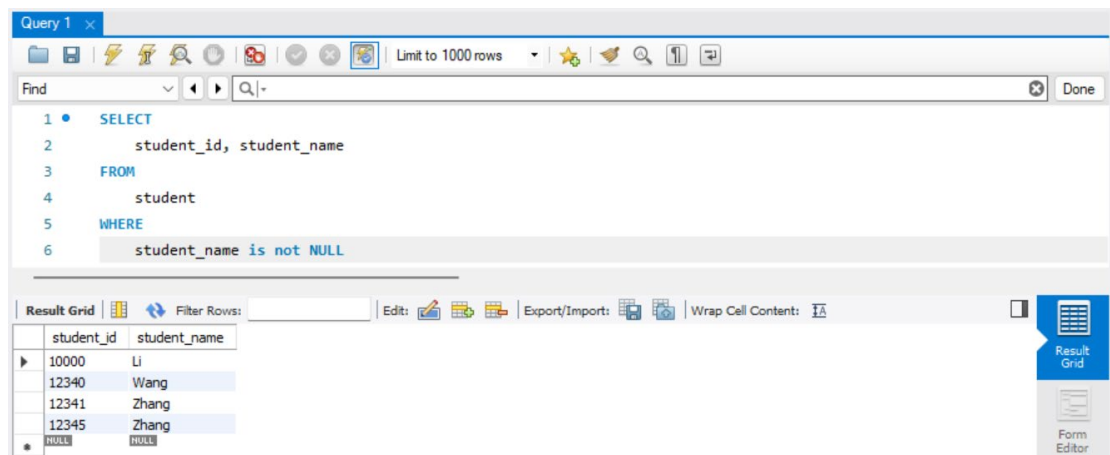 Query 1
Limit to 1000 rows
Find Done
1 SELECT
2 student_id, student_name
3 FROM
4 student
5 WHERE
6 student_name is not NULL
Result Grid Filter Rows: Edit: Export/Import: Wrap Cell Content:
student_id student_name
10000 Li
12340 Wang
12341 Zhang
12345 Zhang
NULL NULL
Result
Grid
Form
Editor